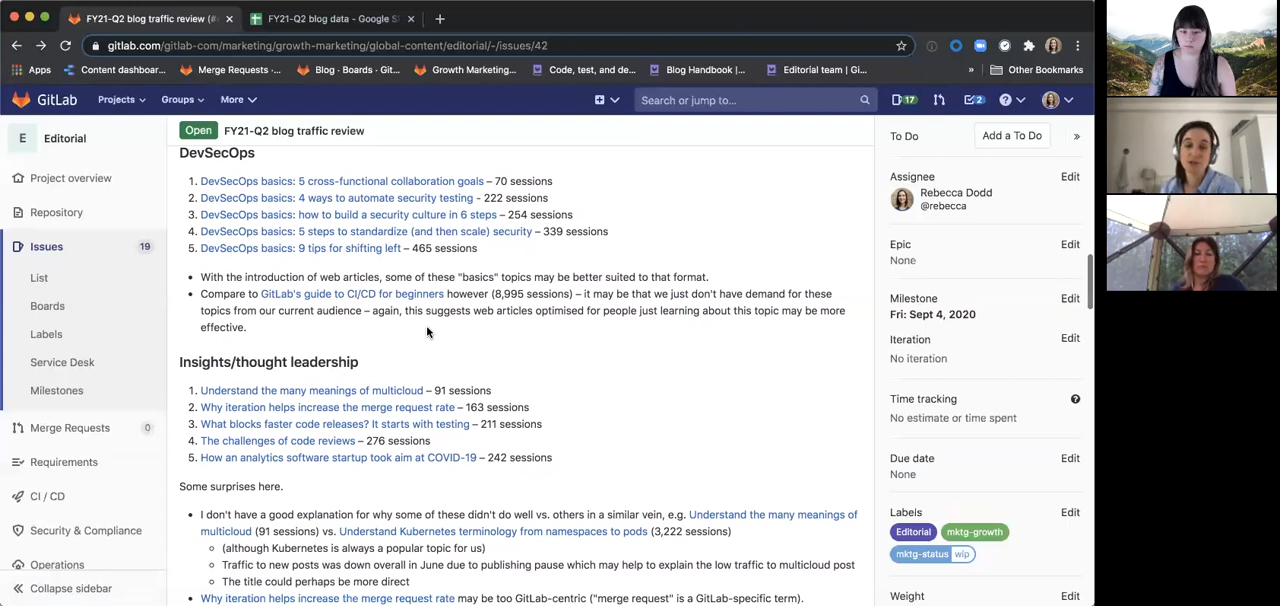 FY21-Q2 blog traffic review (#
FY21-Q2 blog data - Google S
gitlab.com/gitlab-com/marketing/growth-marketing/global-content/editorial/-/issues/42
Apps
Content dashboar...
Merge Requests ·...
Blog · Boards · Git...
Growth Marketing...
Code, test, and de...
Blog Handbook |...
Editorial team | Gi...
»
Other Bookmarks
GitLab
Projects
Groups
More
Search or jump to...
17
2
E
Editorial
Project overview
Repository
Issues
19
List
Boards
Labels
Service Desk
Milestones
Merge Requests
0
Requirements
CI / CD
Security & Compliance
Operations
Collapse sidebar
Open
FY21-Q2 blog traffic review
DevSecOps
1. DevSecOps basics: 5 cross-functional collaboration goals – 70 sessions
2. DevSecOps basics: 4 ways to automate security testing - 222 sessions
3. DevSecOps basics: how to build a security culture in 6 steps – 254 sessions
4. DevSecOps basics: 5 steps to standardize (and then scale) security – 339 sessions
5. DevSecOps basics: 9 tips for shifting left – 465 sessions
• With the introduction of web articles, some of these "basics" topics may be better suited to that format.
• Compare to GitLab's guide to CI/CD for beginners however (8,995 sessions) – it may be that we just don't have demand for these
topics from our current audience – again, this suggests web articles optimised for people just learning about this topic may be more
effective.
Insights/thought leadership
1. Understand the many meanings of multicloud – 91 sessions
2. Why iteration helps increase the merge request rate – 163 sessions
3. What blocks faster code releases? It starts with testing – 211 sessions
4. The challenges of code reviews – 276 sessions
5. How an analytics software startup took aim at COVID-19 – 242 sessions
Some surprises here.
• I don't have a good explanation for why some of these didn't do well vs. others in a similar vein, e.g. Understand the many meanings of
multicloud (91 sessions) vs. Understand Kubernetes terminology from namespaces to pods (3,222 sessions)
(although Kubernetes is always a popular topic for us)
Traffic to new posts was down overall in June due to publishing pause which may help to explain the low traffic to multicloud post
The title could perhaps be more direct
• Why iteration helps increase the merge request rate may be too GitLab-centric ("merge request" is a GitLab-specific term).
To Do
Add a To Do
»
Assignee
Edit
Rebecca Dodd
@rebecca
Epic
Edit
None
Milestone
Edit
Fri: Sept 4, 2020
Iteration
Edit
No iteration
Time tracking
No estimate or time spent
Due date
Edit
None
Labels
Edit
Editorial
mktg-growth
mktg-status
wip
Weight
Edit